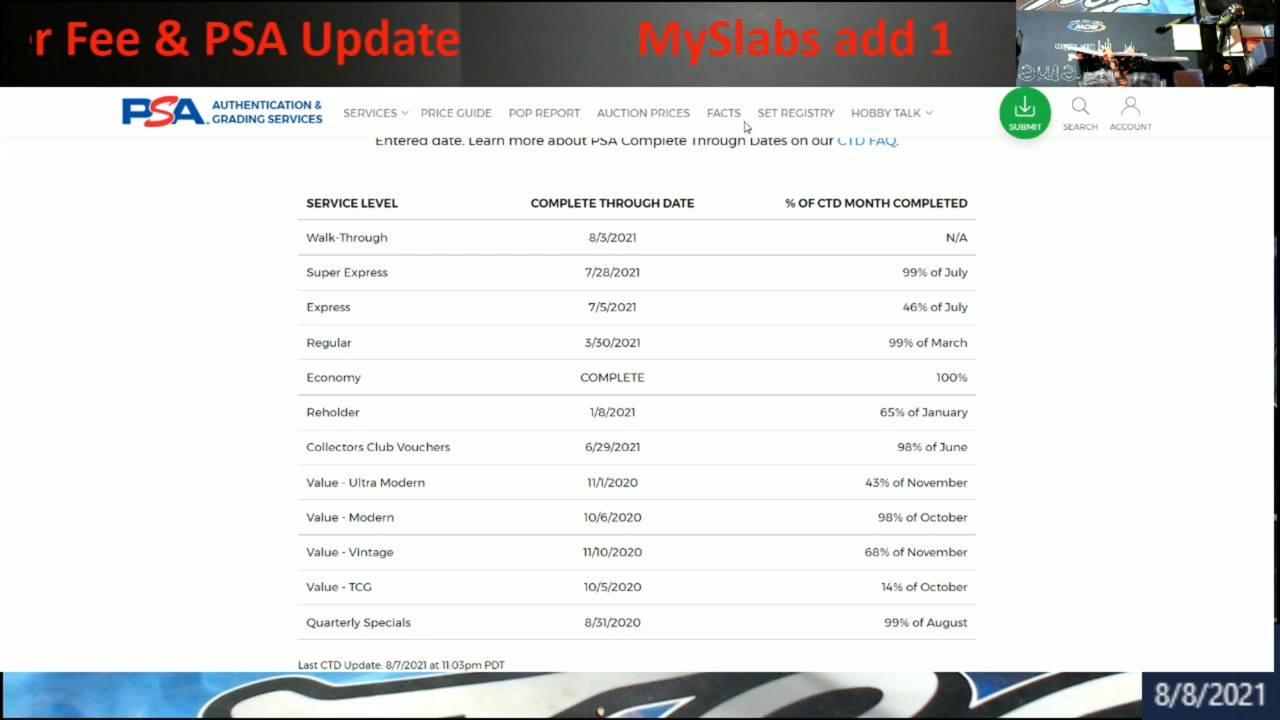 r Fee & PSA Update MySlabs add 1
PSA AUTHENTICATION & GRADING SERVICES SERVICES PRICE GUIDE POP REPORT AUCTION PRICES FACTS SET REGISTRY HOBBY TALK SUBMIT SEARCH ACCOUNT
Entered date. Learn more about PSA Complete Through Dates on our CTD FAQ.
SERVICE LEVEL COMPLETE THROUGH DATE % OF CTD MONTH COMPLETED
Walk-Through 8/3/2021 N/A
Super Express 7/28/2021 99% of July
Express 7/5/2021 46% of July
Regular 3/30/2021 99% of March
Economy COMPLETE 100%
Reholder 1/8/2021 65% of January
Collectors Club Vouchers 6/29/2021 98% of June
Value - Ultra Modern 11/1/2020 43% of November
Value - Modern 10/6/2020 98% of October
Value - Vintage 11/10/2020 68% of November
Value - TCG 10/5/2020 14% of October
Quarterly Specials 8/31/2020 99% of August
Last CTD Update: 8/7/2021 at 11:03pm PDT
8/8/2021